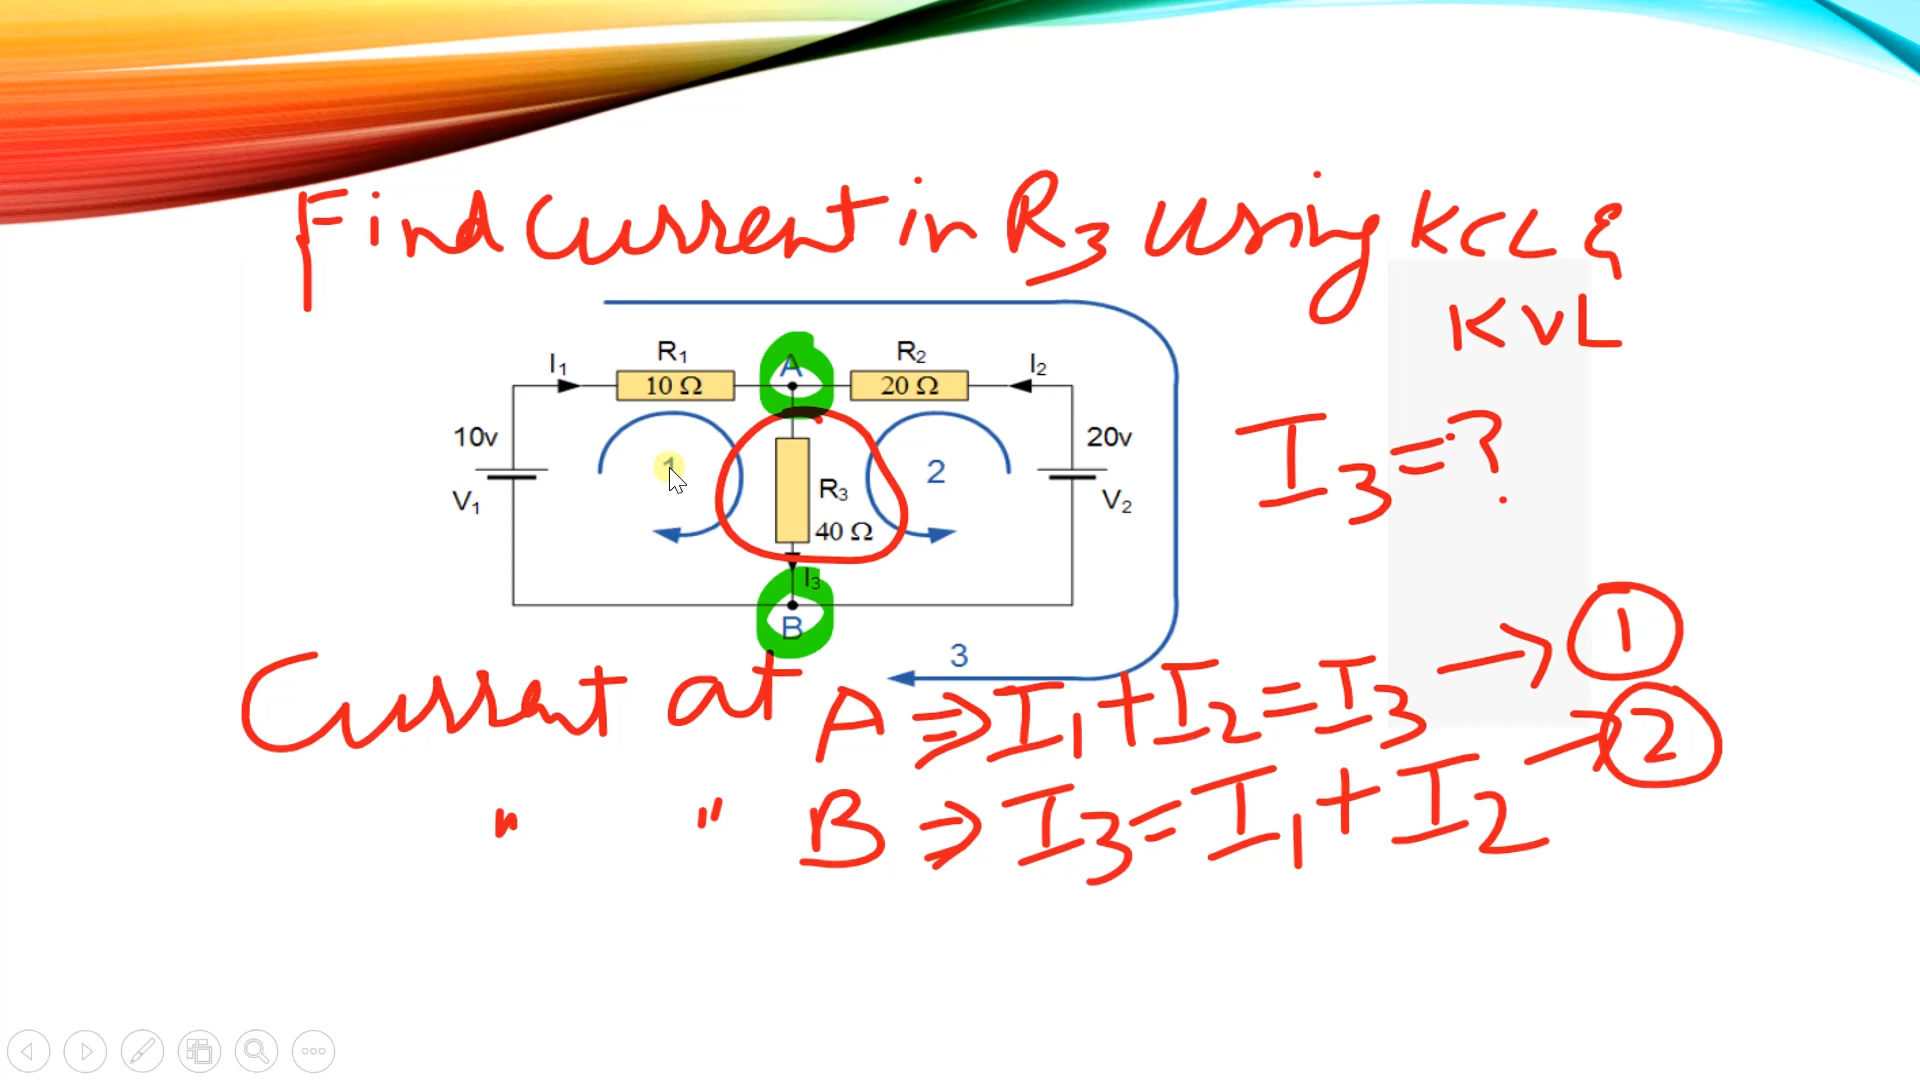 Find Current in R3 Using KCL &
KVL
R1
R2
I1
I2
A
10 Ω
20 Ω
10v
20v
1
2
I3 = ?
R3
V1
V2
40 Ω
I3
B
3
Current at A ⇒ I1 + I2 = I3 → 1
" " B ⇒ I3 = I1 + I2 → 2